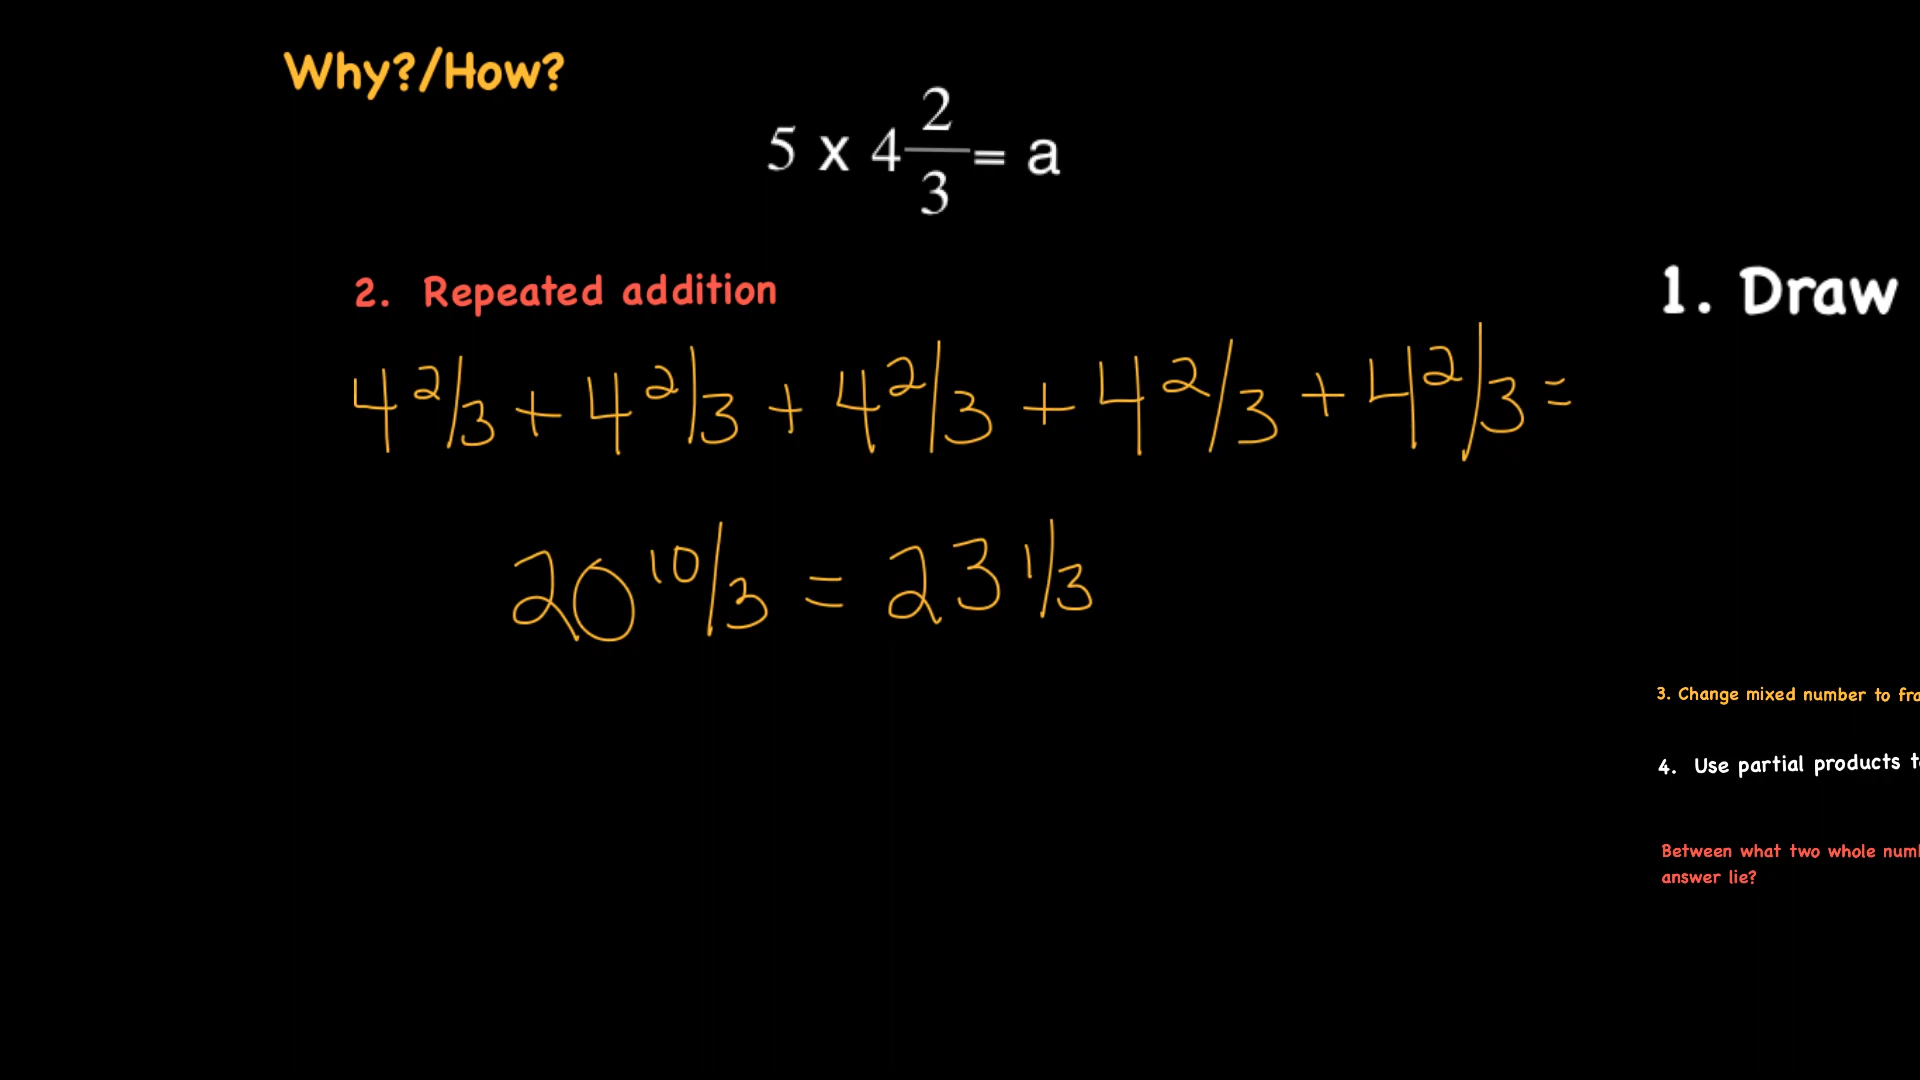 Why?/How?
5 x 4 2/3 = a
2. Repeated addition
1. Draw
4 2/3 + 4 2/3 + 4 2/3 + 4 2/3 + 4 2/3 =
20 10/3 = 23 1/3
3. Change mixed number to
4. Use partial products
Between what two whole
answer lie?